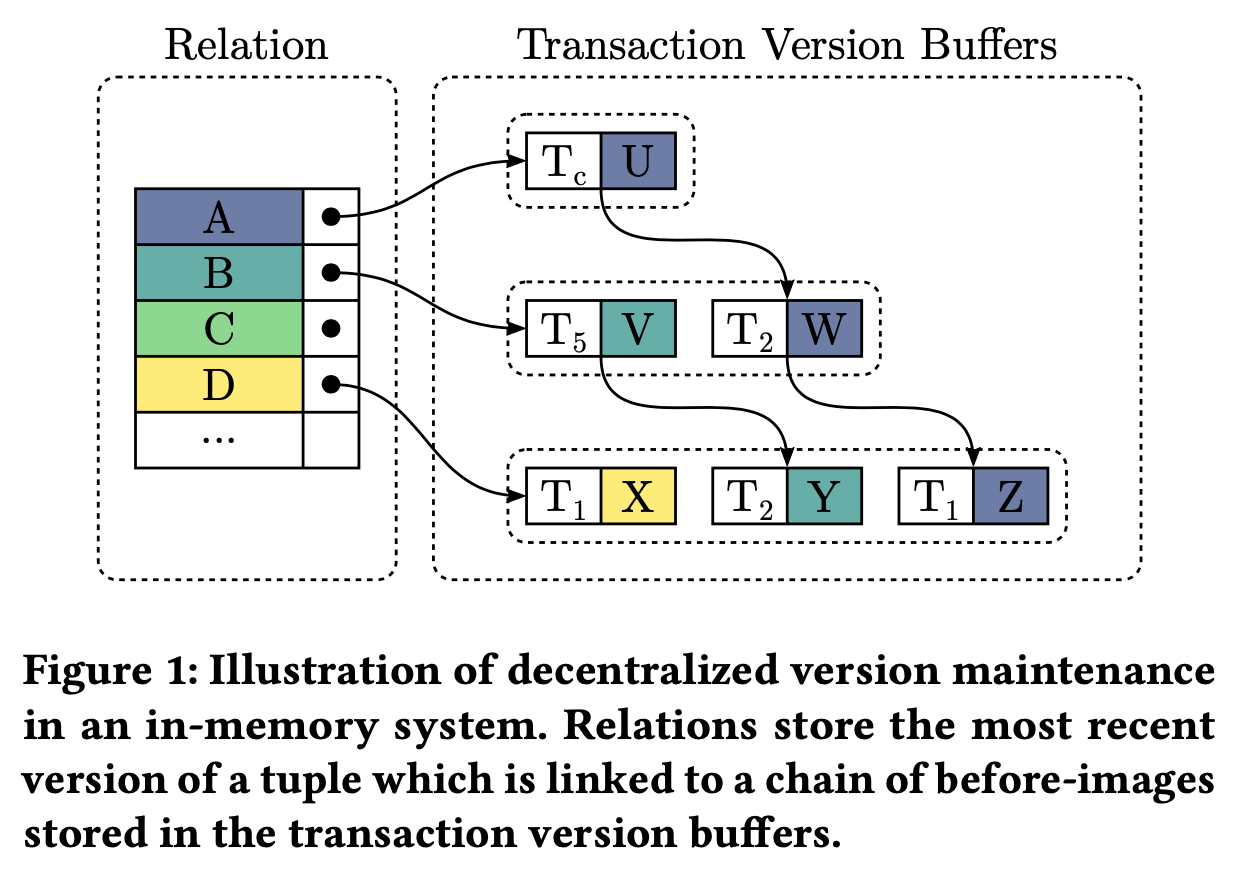 Relation
Transaction Version Buffers
A
B
C
D
...
T_c U
T_5 V T_2 W
T_1 X T_2 Y T_1 Z
Figure 1: Illustration of decentralized version maintenance
in an in-memory system. Relations store the most recent
version of a tuple which is linked to a chain of before-images
stored in the transaction version buffers.